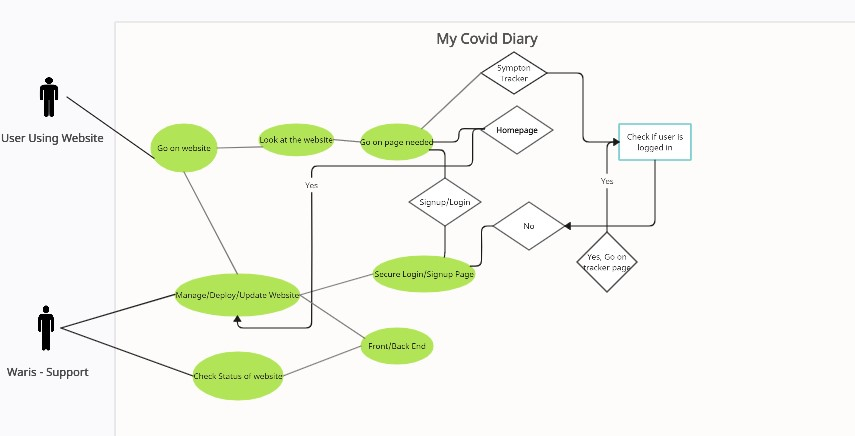 My Covid Diary
Sympton
Tracker
User Using Website
Go on website
Look at the website
Go on page needed
Homepage
Check if user is
logged in
Yes
Yes
Signup/Login
No
Yes, Go on
tracker page
Secure Login/Signup Page
Manage/Deploy/Update Website
Front/Back End
Waris - Support
Check Status of website